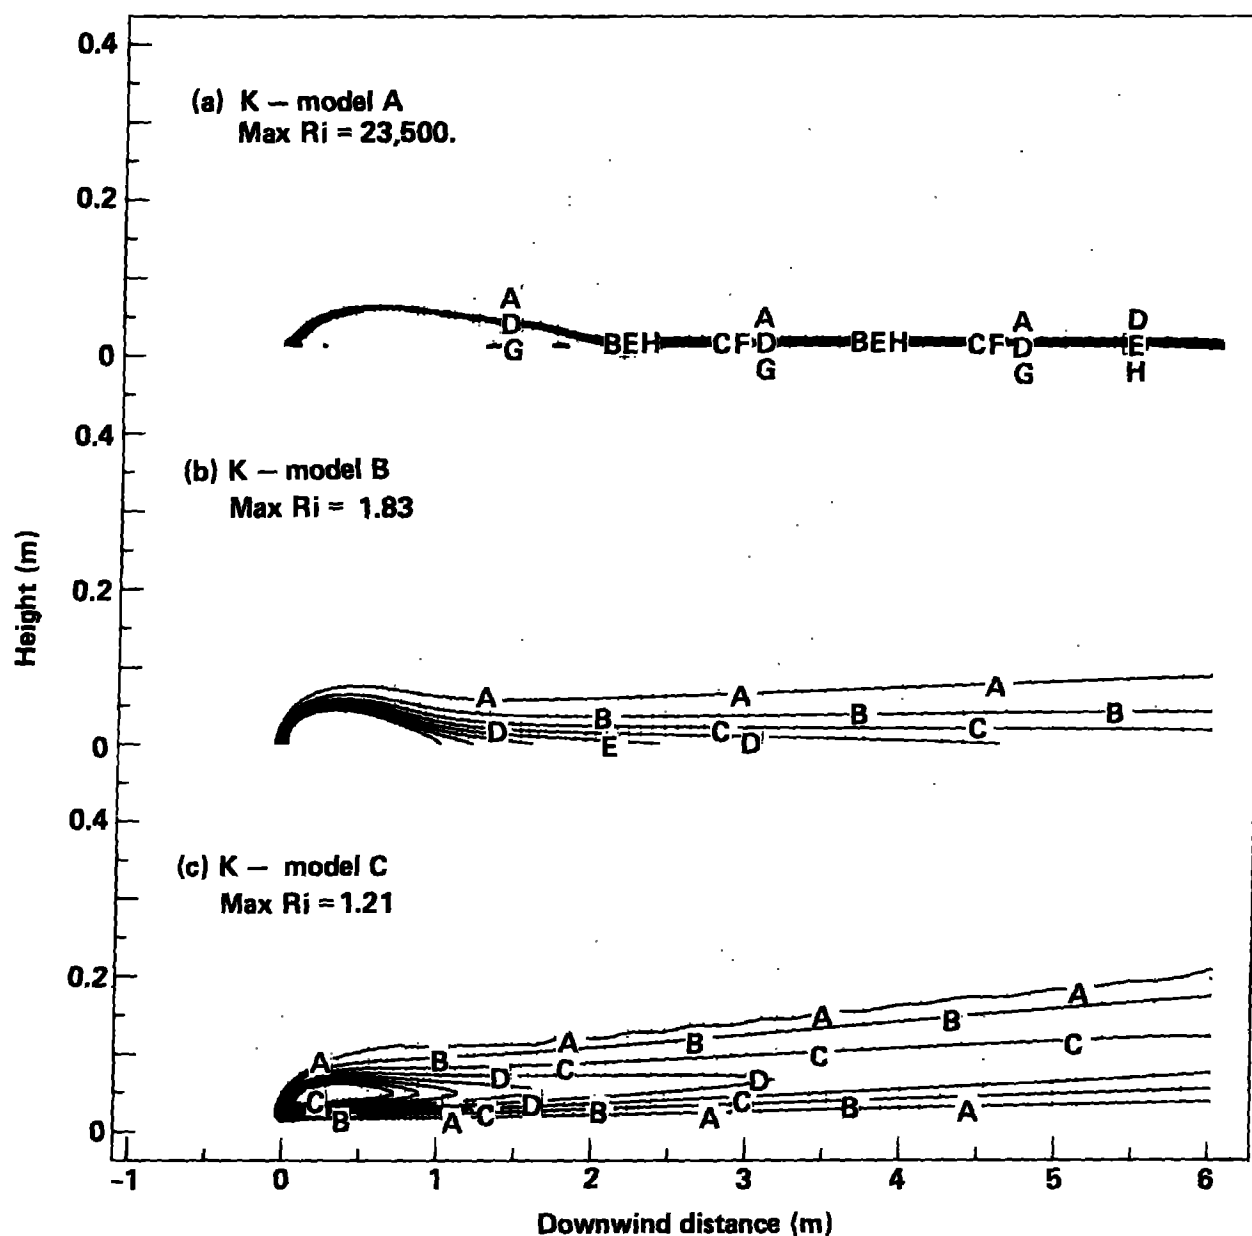 0.4
(a) K – model A
Max Ri = 23,500.
0.2
A
D
G
BEH
CF
A
D
G
BEH
CF
A
D
G
D
E
H
0
0.4
(b) K – model B
Max Ri = 1.83
Height (m)
0.2
A
A
A
B
B
B
D
C
C
E
D
0
0.4
(c) K – model C
Max Ri = 1.21
0.2
A
B
A
B
A
B
A
D
C
C
C
D
C
B
A
C
D
B
A
C
B
A
0
-1
0
1
2
3
4
5
6
Downwind distance (m)